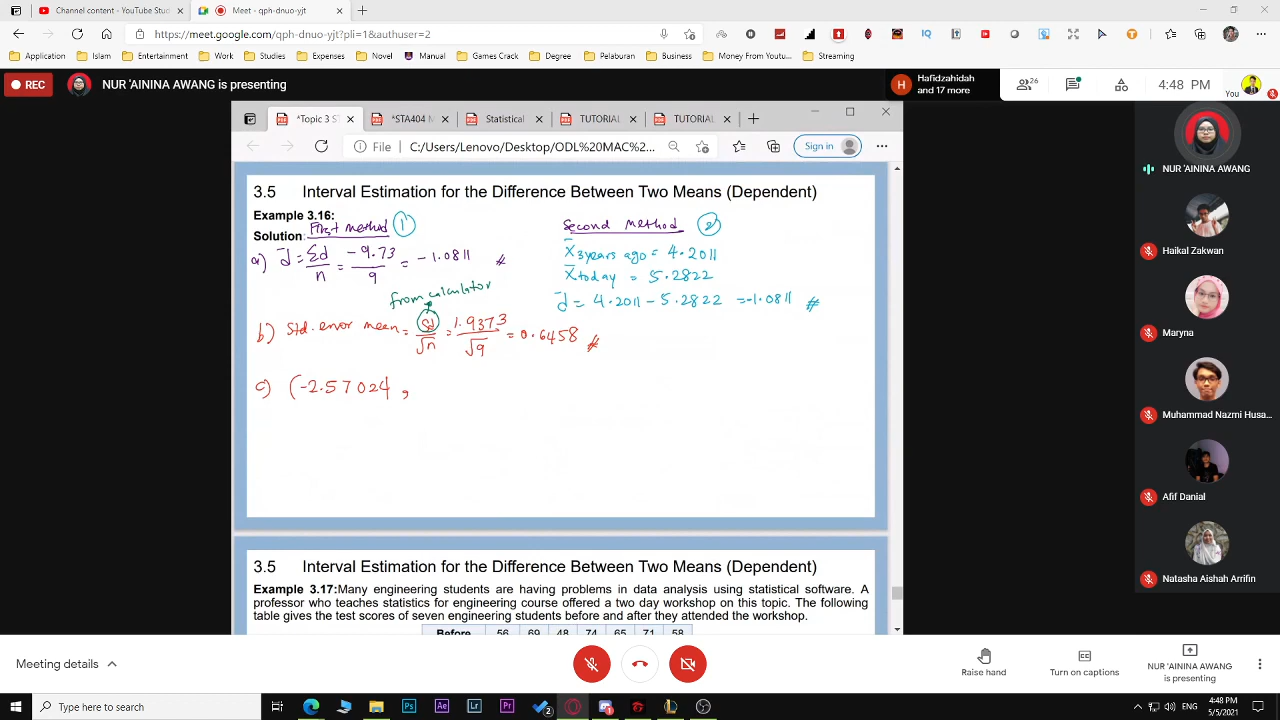 Content - YouTube Stu
Meet - qph-dnuo-yjt
https://meet.google.com/qph-dnuo-yjt?pli=1&authuser=2
Application
Islam
Work
Studies
Entertainment
Novel
Manual
Games Crack
Degree
Pelaburan
Business
Money From Youtube
Streaming
REC
NUR 'AININA AWANG is presenting
H
Hafidzahidah
and 17 more
26
4:48 PM
You
*Topic 3 ST
*STA404 M
Statistical
TUTORIAL
TUTORIAL
File
C:/Users/Lenovo/Desktop/ODL%20MAC%2...
Sign in
3.5 Interval Estimation for the Difference Between Two Means (Dependent)
Example 3.16:
Solution: First method 1
a) d̄ = Σd/n = -9.73/9 = -1.0811 #
Second method 2
x̄ 3years ago = 4.2011
x̄ today = 5.2822
d̄ = 4.2011 - 5.2822 = -1.0811 #
from calculator
b) Std. error mean = Sd/√n = 1.9373/√9 = 0.6458 #
c) (-2.57024 ,
3.5 Interval Estimation for the Difference Between Two Means (Dependent)
Example 3.17:Many engineering students are having problems in data analysis using statistical software. A
professor who teaches statistics for engineering course offered a two day workshop on this topic. The following
table gives the test scores of seven engineering students before and after they attended the workshop.
Before 56 69 48 74 65 71 58
NUR 'AININA AWANG
Haikal Zakwan
Maryna
Muhammad Nazmi Husa...
Afif Danial
Natasha Aishah Arrifin
Meeting details
Raise hand
Turn on captions
NUR 'AININA AWANG
is presenting
Type here to search
Ps
Ae
Lr
Pr
ENG
4:48 PM
5/5/2021